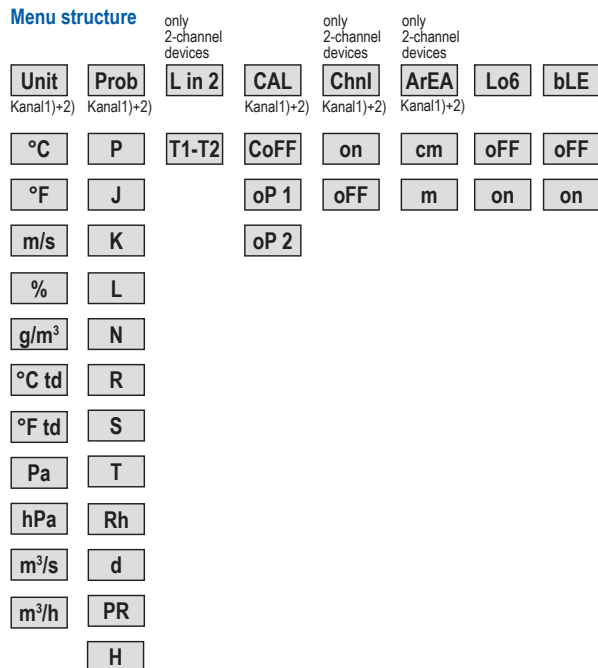 Menu structure
only
2-channel
devices
only
2-channel
devices
only
2-channel
devices
Unit Prob L in 2 CAL Chnl ArEA Lo6 bLE
Kanal1)+2) Kanal1)+2) Kanal1)+2) Kanal1)+2) Kanal1)+2)
°C P T1-T2 CoFF on cm oFF oFF
°F J oP 1 oFF m on on
m/s K oP 2
% L
g/m³ N
°C td R
°F td S
Pa T
hPa Rh
m³/s d
m³/h PR
H